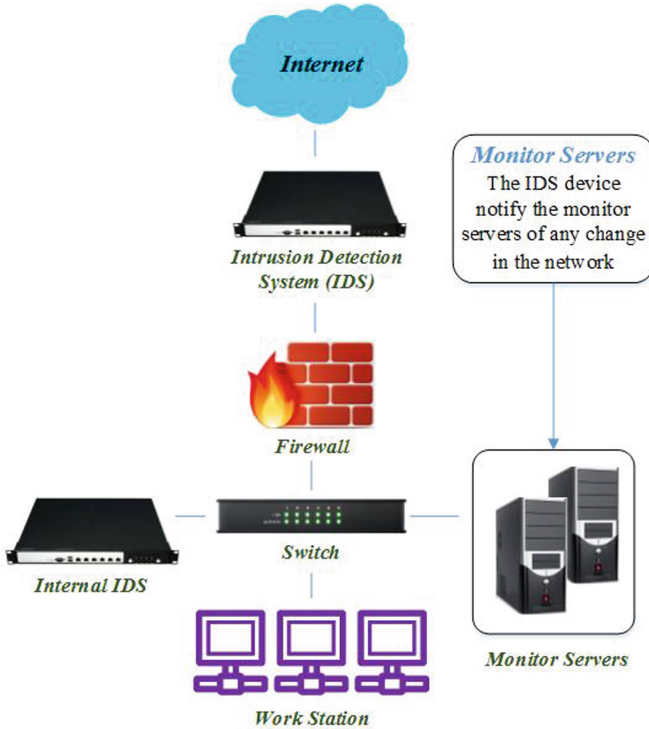 Internet
Monitor Servers
The IDS device
notify the monitor
servers of any change
in the network
Intrusion Detection
System (IDS)
Firewall
Internal IDS
Switch
Monitor Servers
Work Station